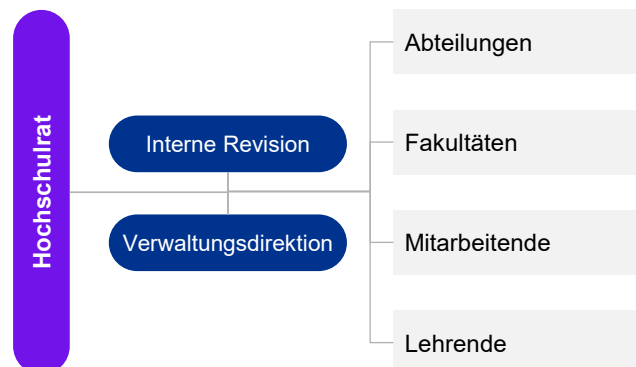 Hochschulrat
Interne Revision
Verwaltungsdirektion
Abteilungen
Fakultäten
Mitarbeitende
Lehrende